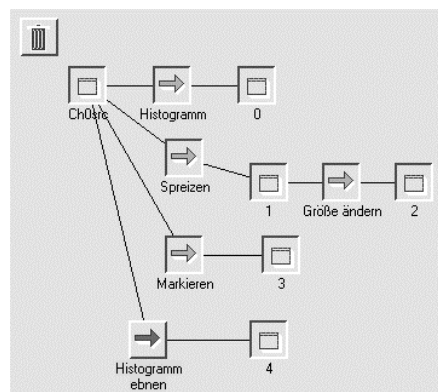 Ch0src Histogramm 0
Spreizen
1 Größe ändern 2
Markieren 3
Histogramm 4
ebnen